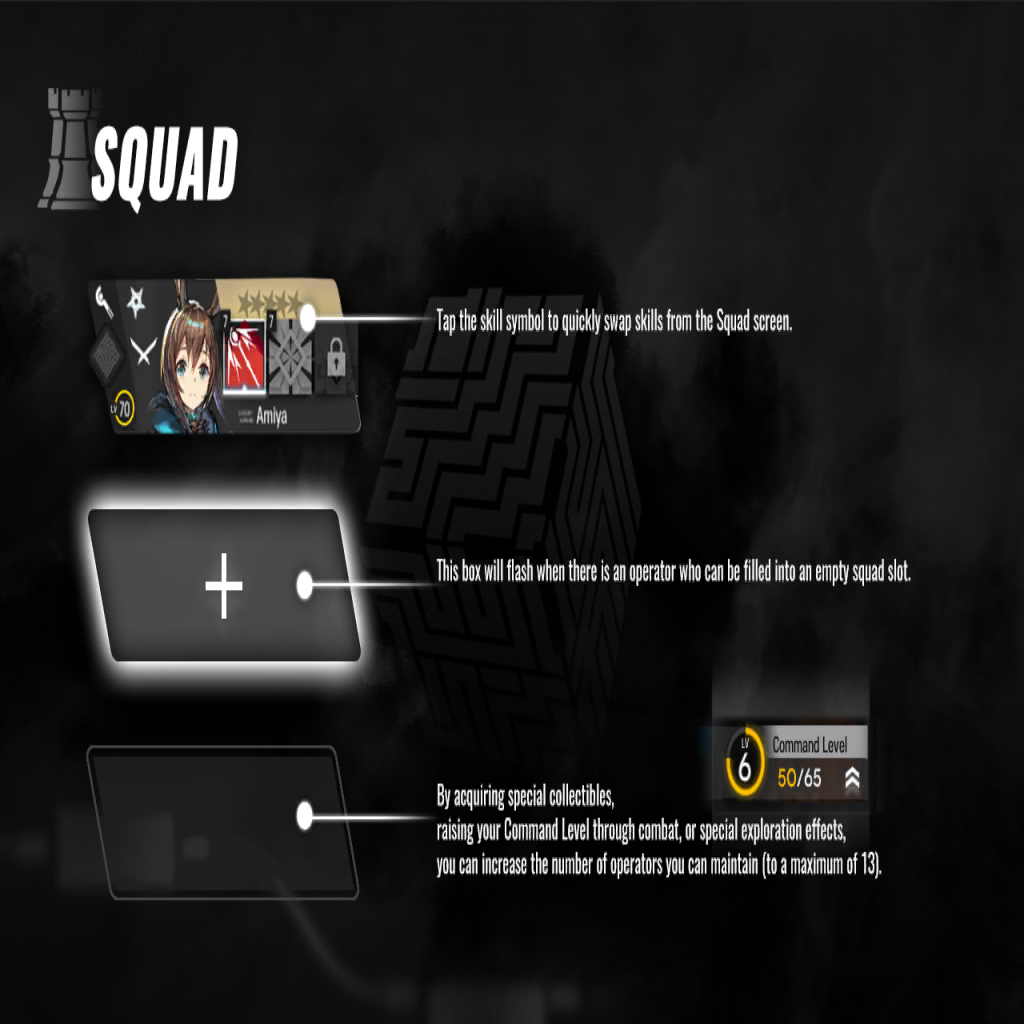 SQUAD
Tap the skill symbol to quickly swap skills from the Squad screen.
7
7
LV 70
Amiya
This box will flash when there is an operator who can be filled into an empty squad slot.
LV
6
Command Level
50/65
By acquiring special collectibles,
raising your Command Level through combat, or special exploration effects,
you can increase the number of operators you can maintain (to a maximum of 13).